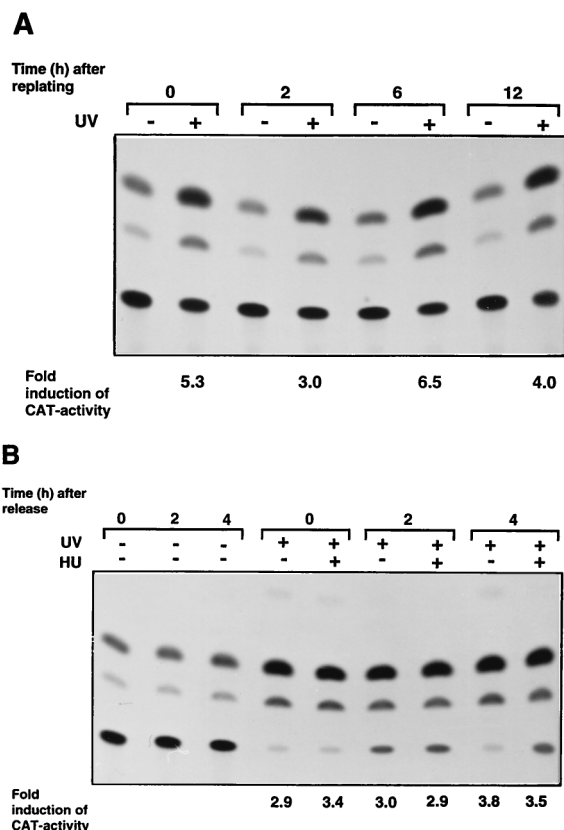 A
Time (h) after
replating
0 2 6 12
UV - + - + - + - +
Fold
induction of
CAT-activity
5.3 3.0 6.5 4.0
B
Time (h) after
release
0 2 4 0 2 4
UV - - - + + + + + +
HU - - - - + - + - +
Fold
induction of
CAT-activity
2.9 3.4 3.0 2.9 3.8 3.5